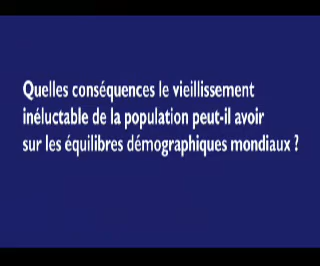 Quelles conséquences le vieillissement
inéluctable de la population peut-il avoir
sur les équilibres démographiques mondiaux ?